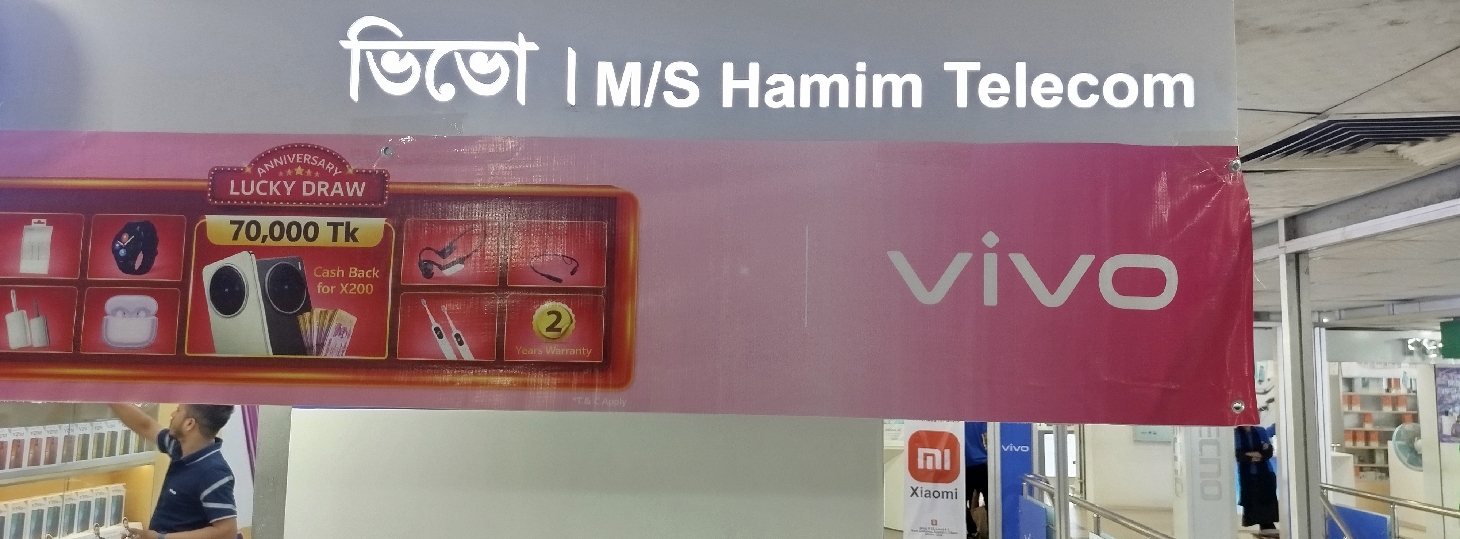 ভিভো | M/S Hamim Telecom
ANNIVERSARY
LUCKY DRAW
70,000 Tk
Cash Back
for X200
2
Years Warranty
*T & C Apply
vivo
mi
Xiaomi
vivo